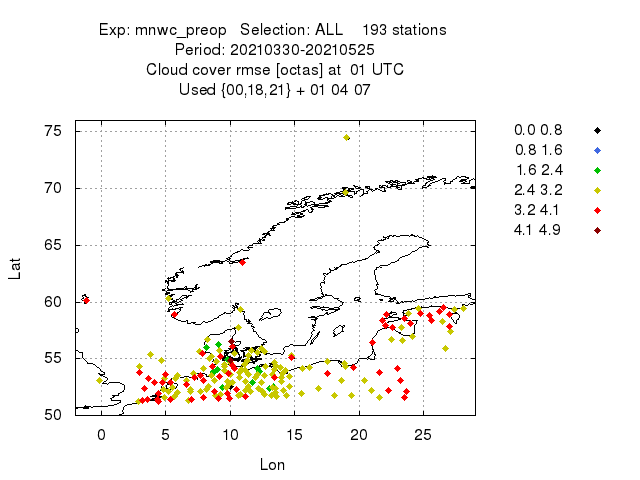 Exp: mnwc_preop Selection: ALL 193 stations
Period: 20210330-20210525
Cloud cover rmse [octas] at 01 UTC
Used {00,18,21} + 01 04 07
75
70
65
60
55
50
Lat
0 5 10 15 20 25
Lon
0.0 0.8
0.8 1.6
1.6 2.4
2.4 3.2
3.2 4.1
4.1 4.9